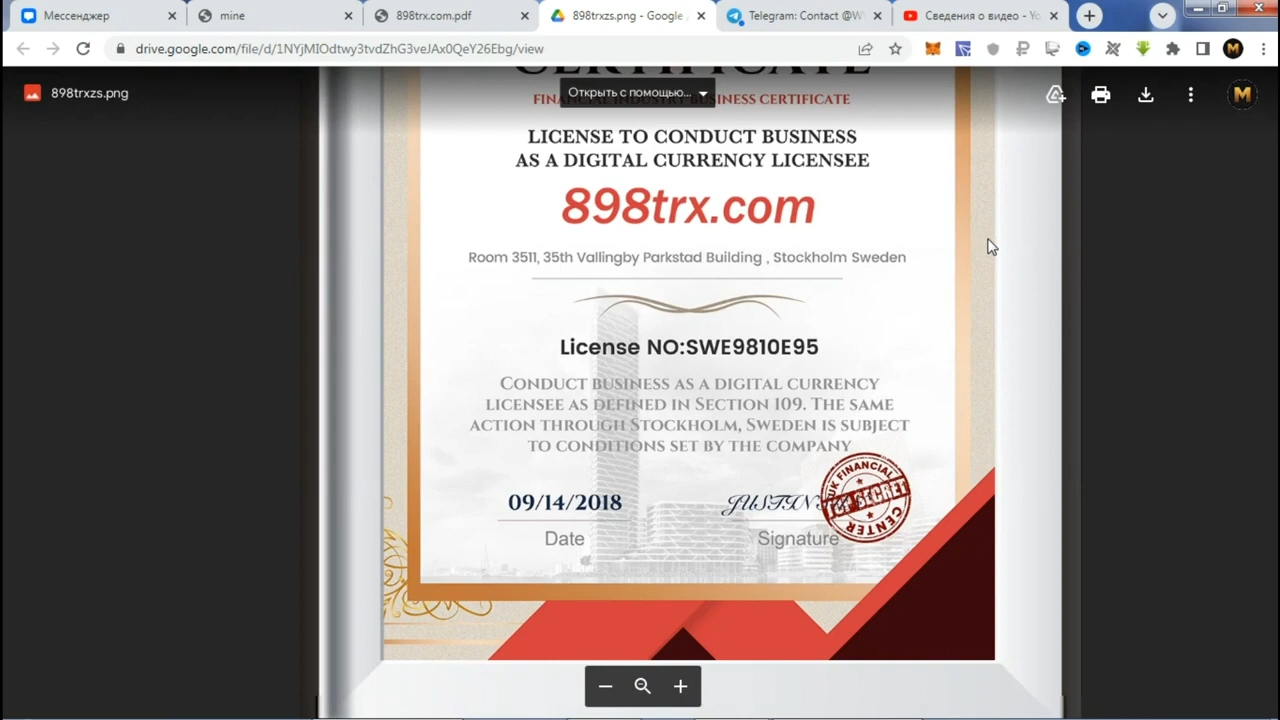 Мессенджер
mine
898trx.com.pdf
898trxzs.png - Google
Telegram: Contact @W
Сведения о видео - Yo
drive.google.com/file/d/1NYjMIOdtwy3tvdZhG3veJAx0QeY26Ebg/view
898trxzs.png
Открыть с помощью...
CERTIFICATE
FINANCIAL INDUSTRY BUSINESS CERTIFICATE
LICENSE TO CONDUCT BUSINESS
AS A DIGITAL CURRENCY LICENSEE
898trx.com
Room 3511, 35th Vallingby Parkstad Building , Stockholm Sweden
License NO:SWE9810E95
CONDUCT BUSINESS AS A DIGITAL CURRENCY
LICENSEE AS DEFINED IN SECTION 109. THE SAME
ACTION THROUGH STOCKHOLM, SWEDEN IS SUBJECT
TO CONDITIONS SET BY THE COMPANY
09/14/2018
JUSTIN
Date
Signature
UK FINANCIAL
TOP SECRET
CENTER